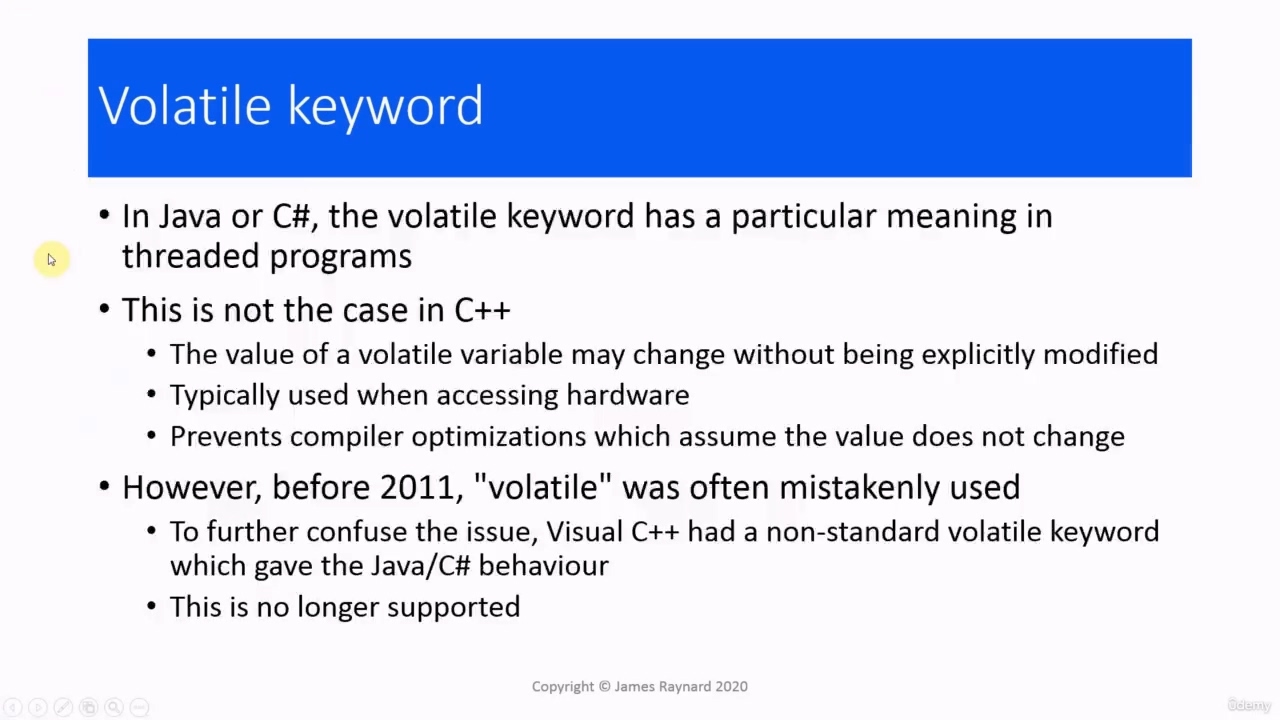 Volatile keyword
• In Java or C#, the volatile keyword has a particular meaning in
threaded programs
• This is not the case in C++
• The value of a volatile variable may change without being explicitly modified
• Typically used when accessing hardware
• Prevents compiler optimizations which assume the value does not change
• However, before 2011, "volatile" was often mistakenly used
• To further confuse the issue, Visual C++ had a non-standard volatile keyword
which gave the Java/C# behaviour
• This is no longer supported
Copyright © James Raynard 2020
ûdemy